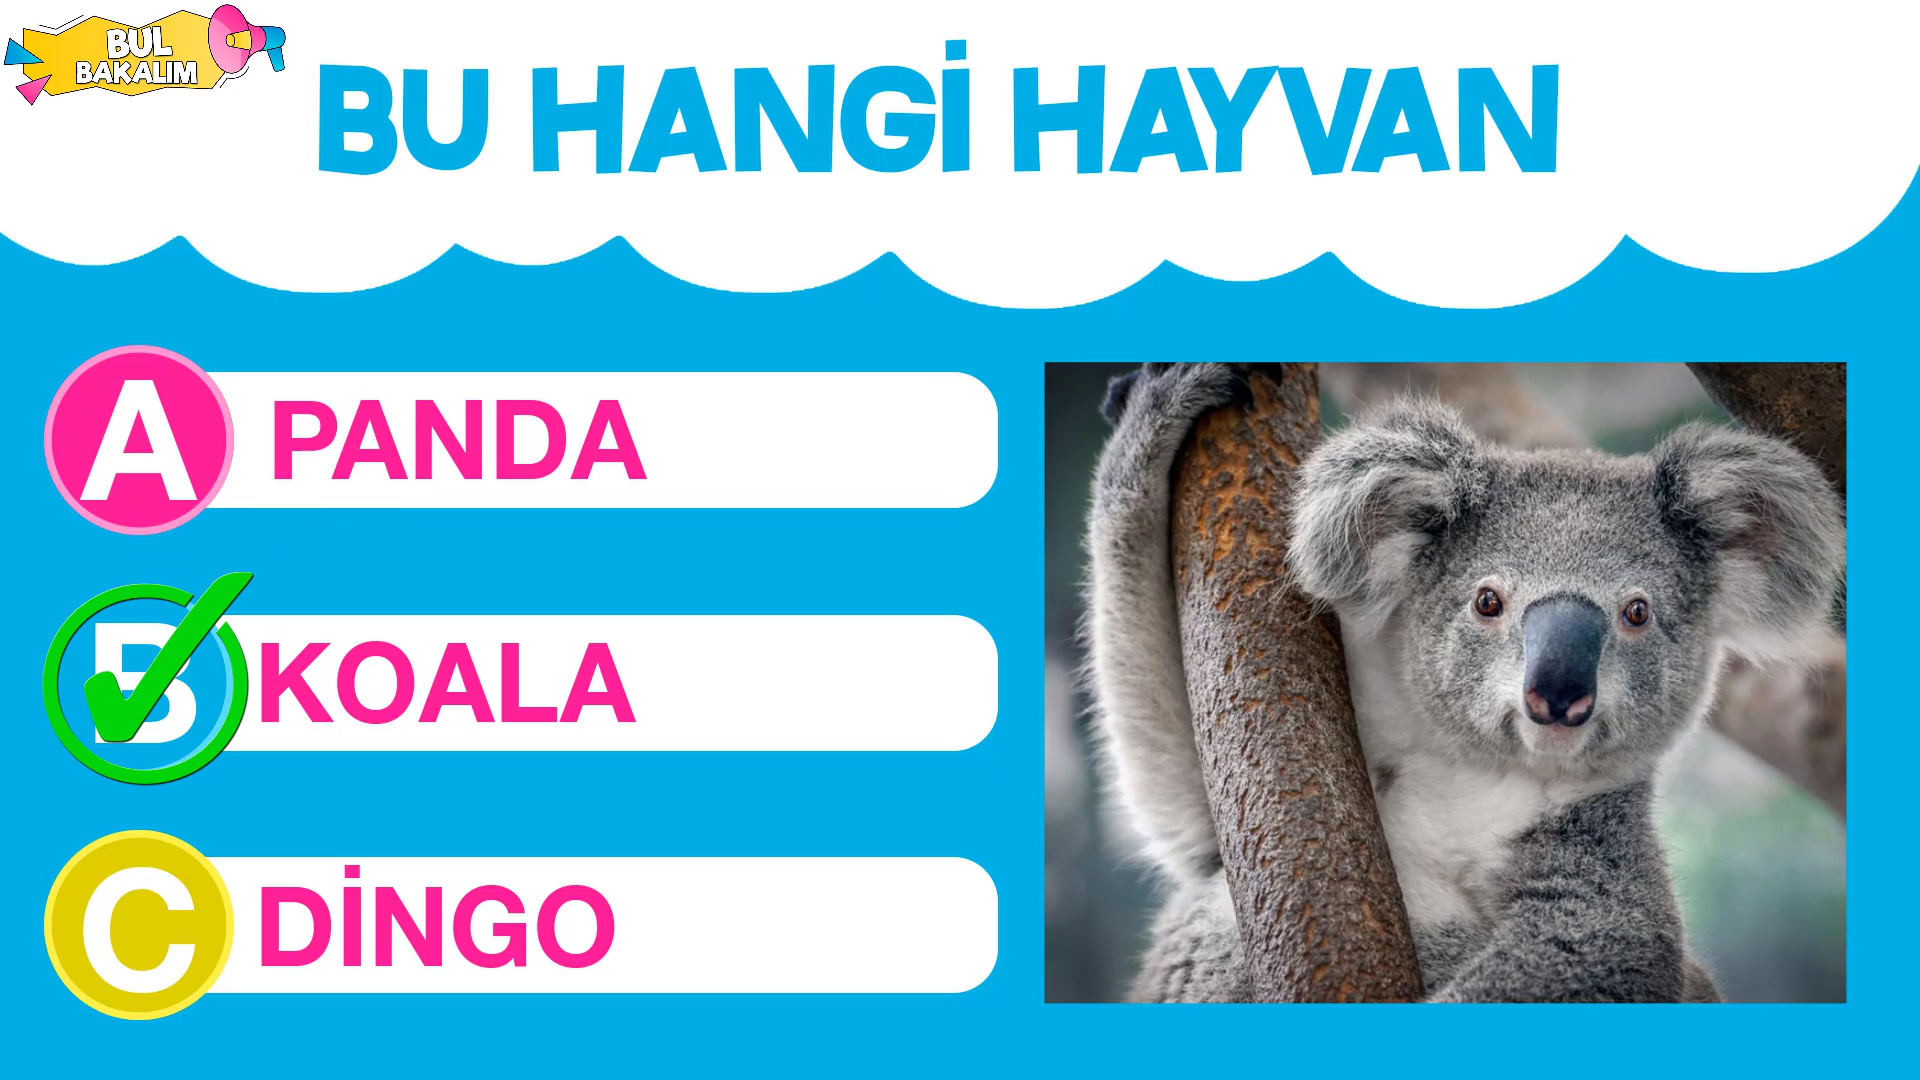 BUL
BAKALIM
BU HANGİ HAYVAN
A PANDA
B KOALA
C DİNGO